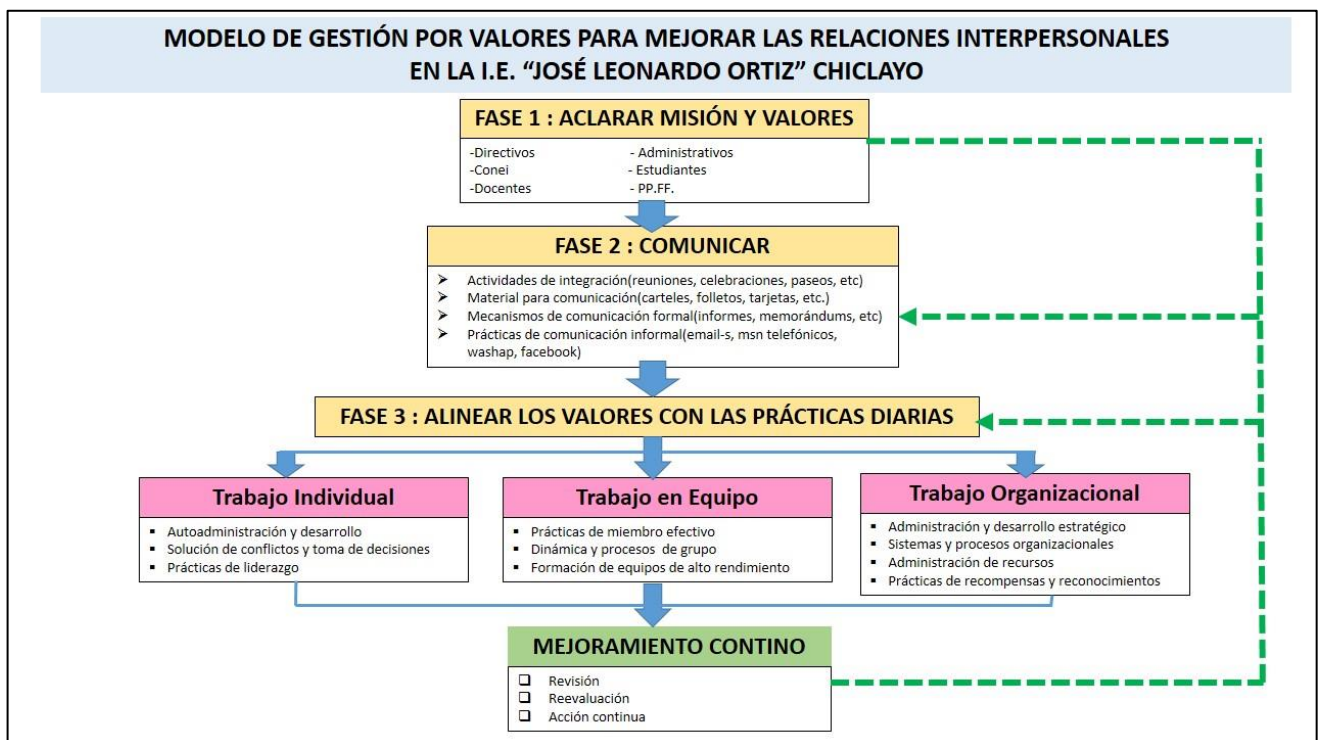 MODELO DE GESTIÓN POR VALORES PARA MEJORAR LAS RELACIONES INTERPERSONALES
EN LA I.E. “JOSÉ LEONARDO ORTIZ” CHICLAYO
FASE 1 : ACLARAR MISIÓN Y VALORES
-Directivos - Administrativos
-Conei - Estudiantes
-Docentes - PP.FF.
FASE 2 : COMUNICAR
➢ Actividades de integración(reuniones, celebraciones, paseos, etc)
➢ Material para comunicación(carteles, folletos, tarjetas, etc.)
➢ Mecanismos de comunicación formal(informes, memorándums, etc)
➢ Prácticas de comunicación informal(email-s, msn telefónicos,
washap, facebook)
FASE 3 : ALINEAR LOS VALORES CON LAS PRÁCTICAS DIARIAS
Trabajo Individual
▪ Autoadministración y desarrollo
▪ Solución de conflictos y toma de decisiones
▪ Prácticas de liderazgo
Trabajo en Equipo
▪ Prácticas de miembro efectivo
▪ Dinámica y procesos de grupo
▪ Formación de equipos de alto rendimiento
Trabajo Organizacional
▪ Administración y desarrollo estratégico
▪ Sistemas y procesos organizacionales
▪ Administración de recursos
▪ Prácticas de recompensas y reconocimientos
MEJORAMIENTO CONTINO
❑ Revisión
❑ Reevaluación
❑ Acción continua